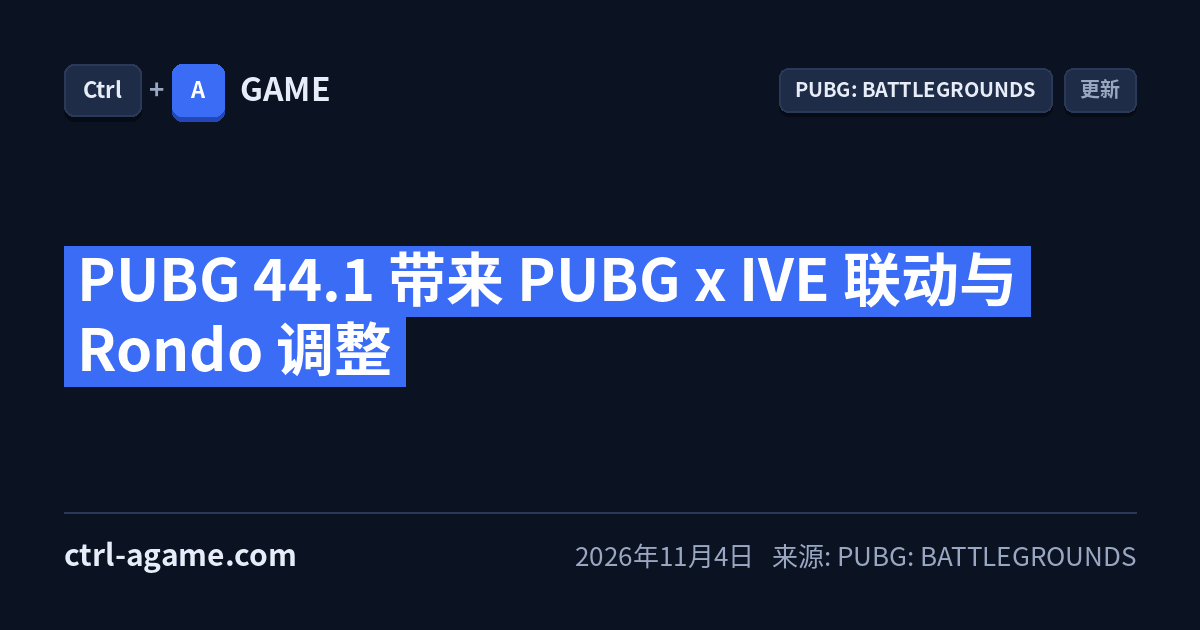 Ctrl + A GAME
PUBG: BATTLEGROUNDS
更新
PUBG 44.1 带来 PUBG x IVE 联动与
Rondo 调整
ctrl-agame.com
2026年11月4日 来源: PUBG: BATTLEGROUNDS